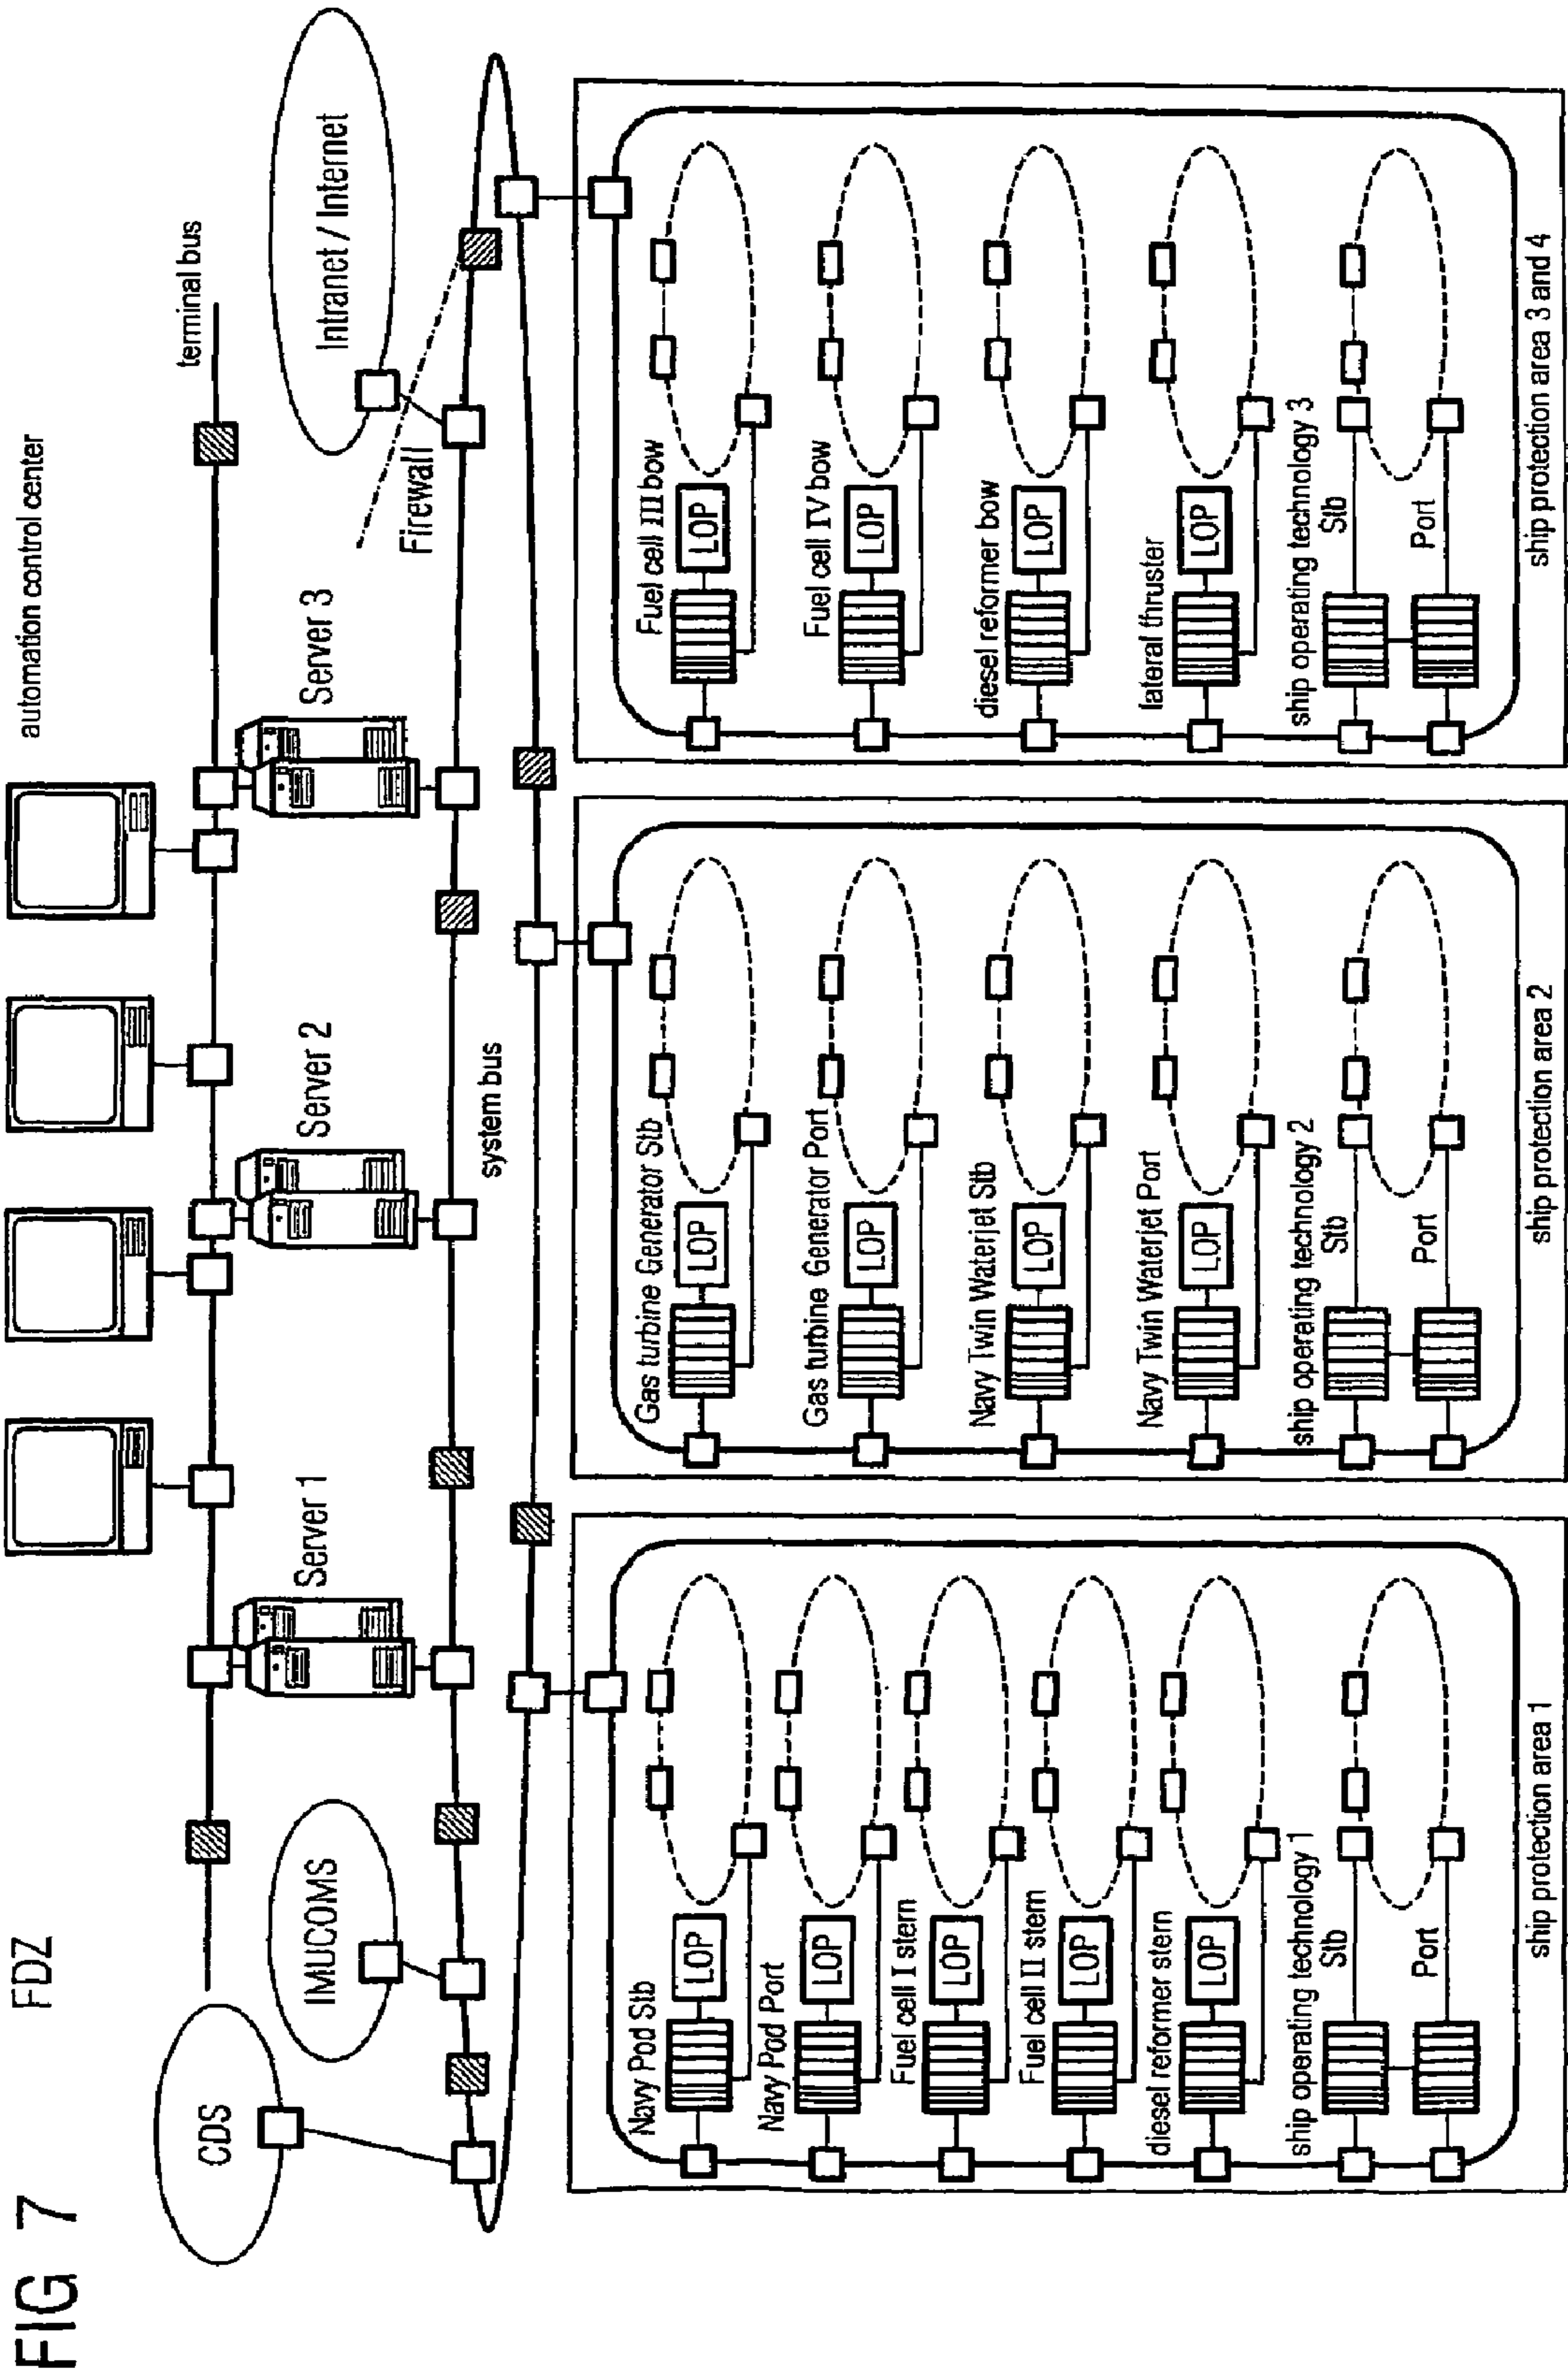 FIG 7
FDZ
automation control center
terminal bus
CDS
IMUCOMS
Server 1
Server 2
Server 3
Intranet / Internet
Firewall
system bus
Navy Pod Stb
LOP
Navy Pod Port
LOP
Fuel cell I stern
LOP
Fuel cell II stern
LOP
diesel reformer stern
LOP
ship operating technology 1
Stb
Port
ship protection area 1
Gas turbine Generator Stb
LOP
Gas turbine Generator Port
LOP
Navy Twin Waterjet Stb
LOP
Navy Twin Waterjet Port
LOP
ship operating technology 2
Stb
Port
ship protection area 2
Fuel cell III bow
LOP
Fuel cell IV bow
LOP
diesel reformer bow
LOP
lateral thruster
LOP
ship operating technology 3
Stb
Port
ship protection area 3 and 4